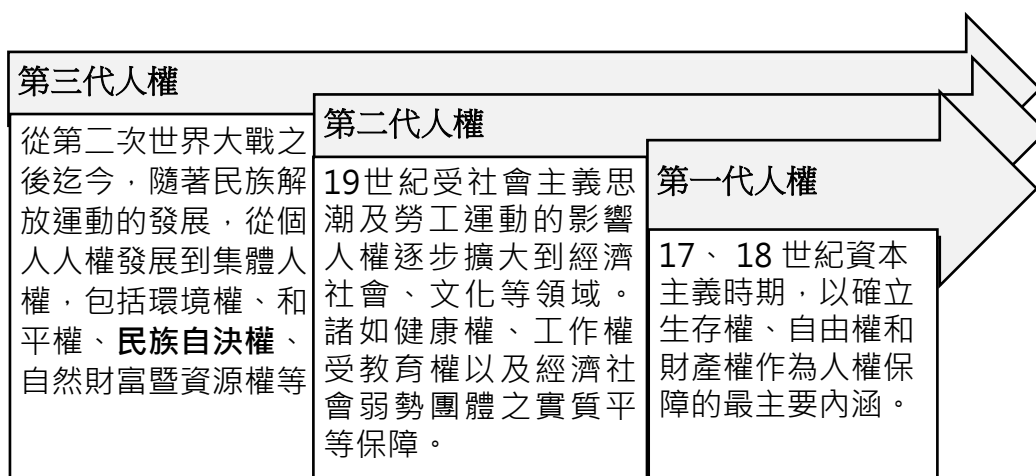 第三代人權
從第二次世界大戰之
後迄今，隨著民族解
放運動的發展，從個
人人權發展到集體人
權，包括環境權、和
平權、民族自決權、
自然財富暨資源權等
第二代人權
19世紀受社會主義思
潮及勞工運動的影響
人權逐步擴大到經濟
社會、文化等領域。
諸如健康權、工作權
受教育權以及經濟社
會弱勢團體之實質平
等保障。
第一代人權
17、 18 世紀資本
主義時期，以確立
生存權、自由權和
財產權作為人權保
障的最主要內涵。